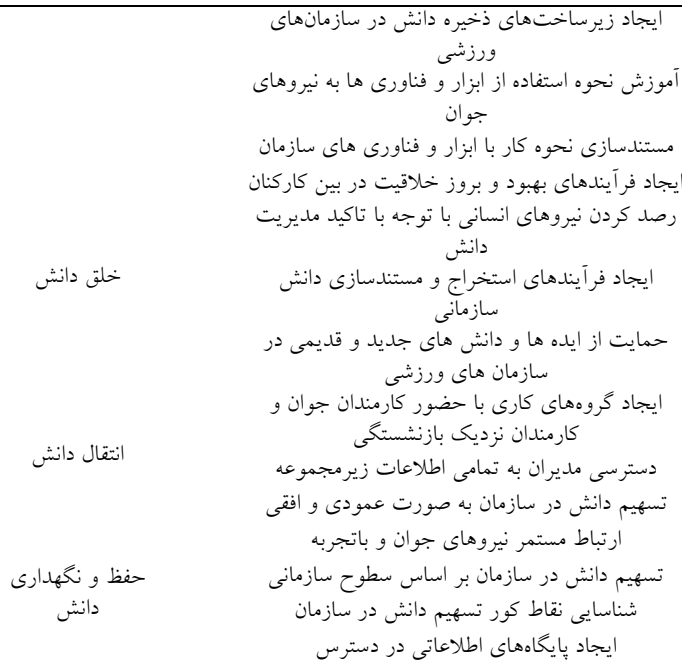 ایجاد زیرساخت‌های ذخیره دانش در سازمان‌های
ورزشی
آموزش نحوه استفاده از ابزار و فناوری ها به نیروهای
جوان
مستندسازی نحوه کار با ابزار و فناوری های سازمان
ایجاد فرآیندهای بهبود و بروز خلاقیت در بین کارکنان
رصد کردن نیروهای انسانی با توجه با تاکید مدیریت
دانش
ایجاد فرآیندهای استخراج و مستندسازی دانش
سازمانی
خلق دانش
حمایت از ایده ها و دانش های جدید و قدیمی در
سازمان های ورزشی
ایجاد گروه‌های کاری با حضور کارمندان جوان و
کارمندان نزدیک بازنشستگی
دسترسی مدیران به تمامی اطلاعات زیرمجموعه
انتقال دانش
تسهیم دانش در سازمان به صورت عمودی و افقی
ارتباط مستمر نیروهای جوان و باتجربه
تسهیم دانش در سازمان بر اساس سطوح سازمانی
شناسایی نقاط کور تسهیم دانش در سازمان
ایجاد پایگاه‌های اطلاعاتی در دسترس
حفظ و نگهداری
دانش